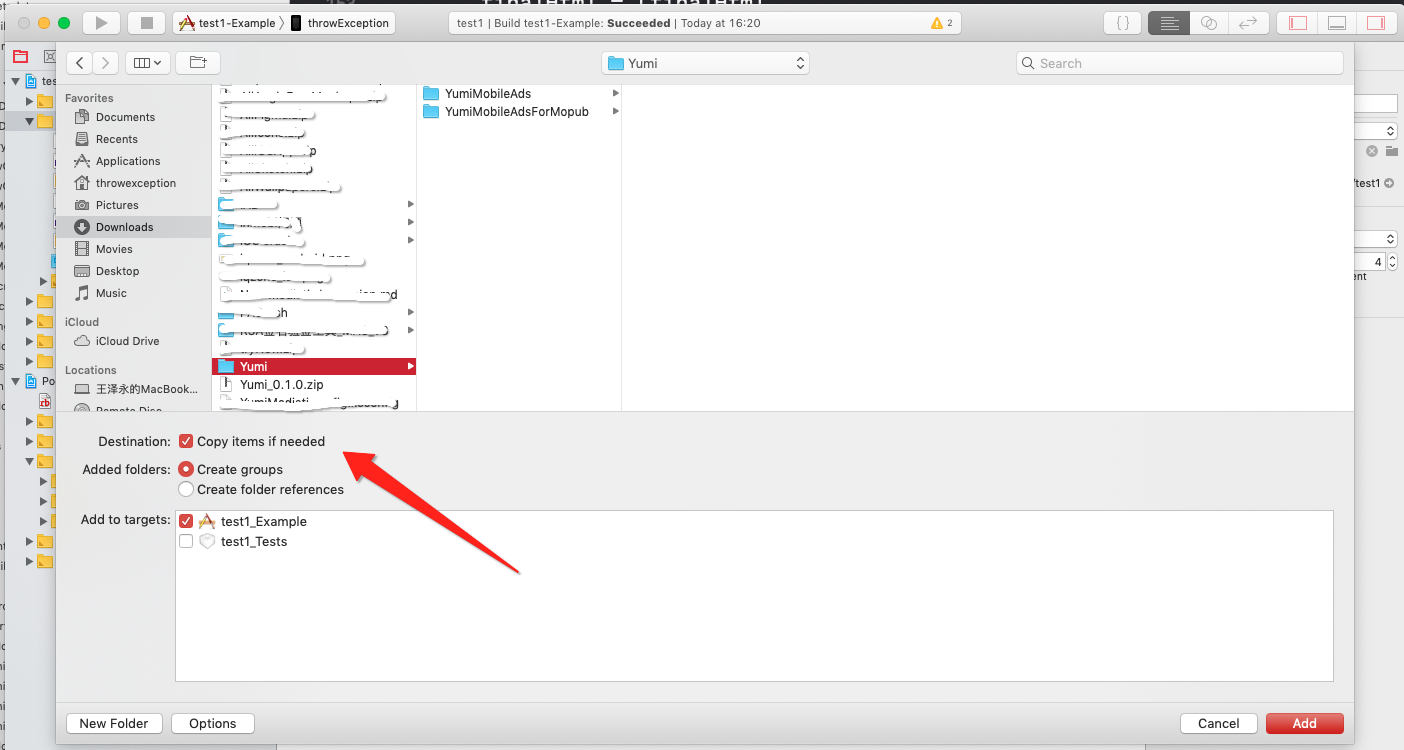 test1-Example 〉 throwException
test1 | Build test1-Example: Succeeded | Today at 16:20
2
{ }
Yumi
Search
Favorites
Documents
Recents
Applications
throwexception
Pictures
Downloads
Movies
Desktop
Music
iCloud
iCloud Drive
Locations
王泽永的MacBook...
Remote Disc
Yumi
Yumi_0.1.0.zip
YumiMobileAds
YumiMobileAdsForMopub
test1
4
Destination: Copy items if needed
Added folders: Create groups
Create folder references
Add to targets: test1_Example
test1_Tests
New Folder
Options
Cancel
Add